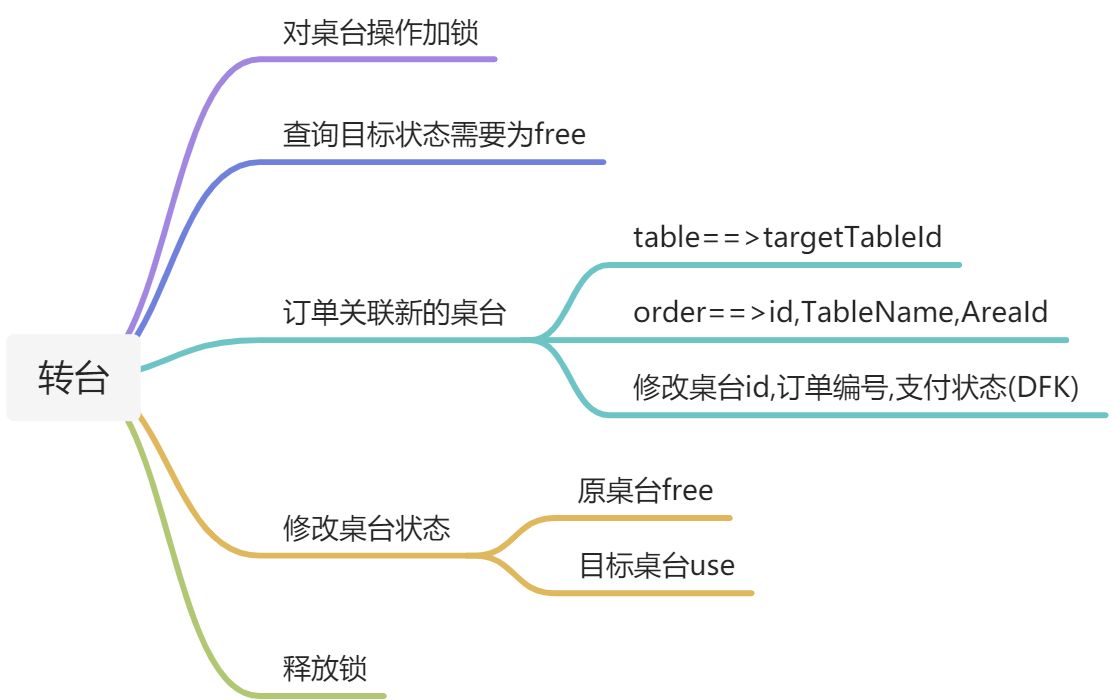 对桌台操作加锁
查询目标状态需要为free
table==>targetTableId
订单关联新的桌台
order==>id,TableName,AreaId
转台
修改桌台id,订单编号,支付状态(DFK)
原桌台free
修改桌台状态
目标桌台use
释放锁